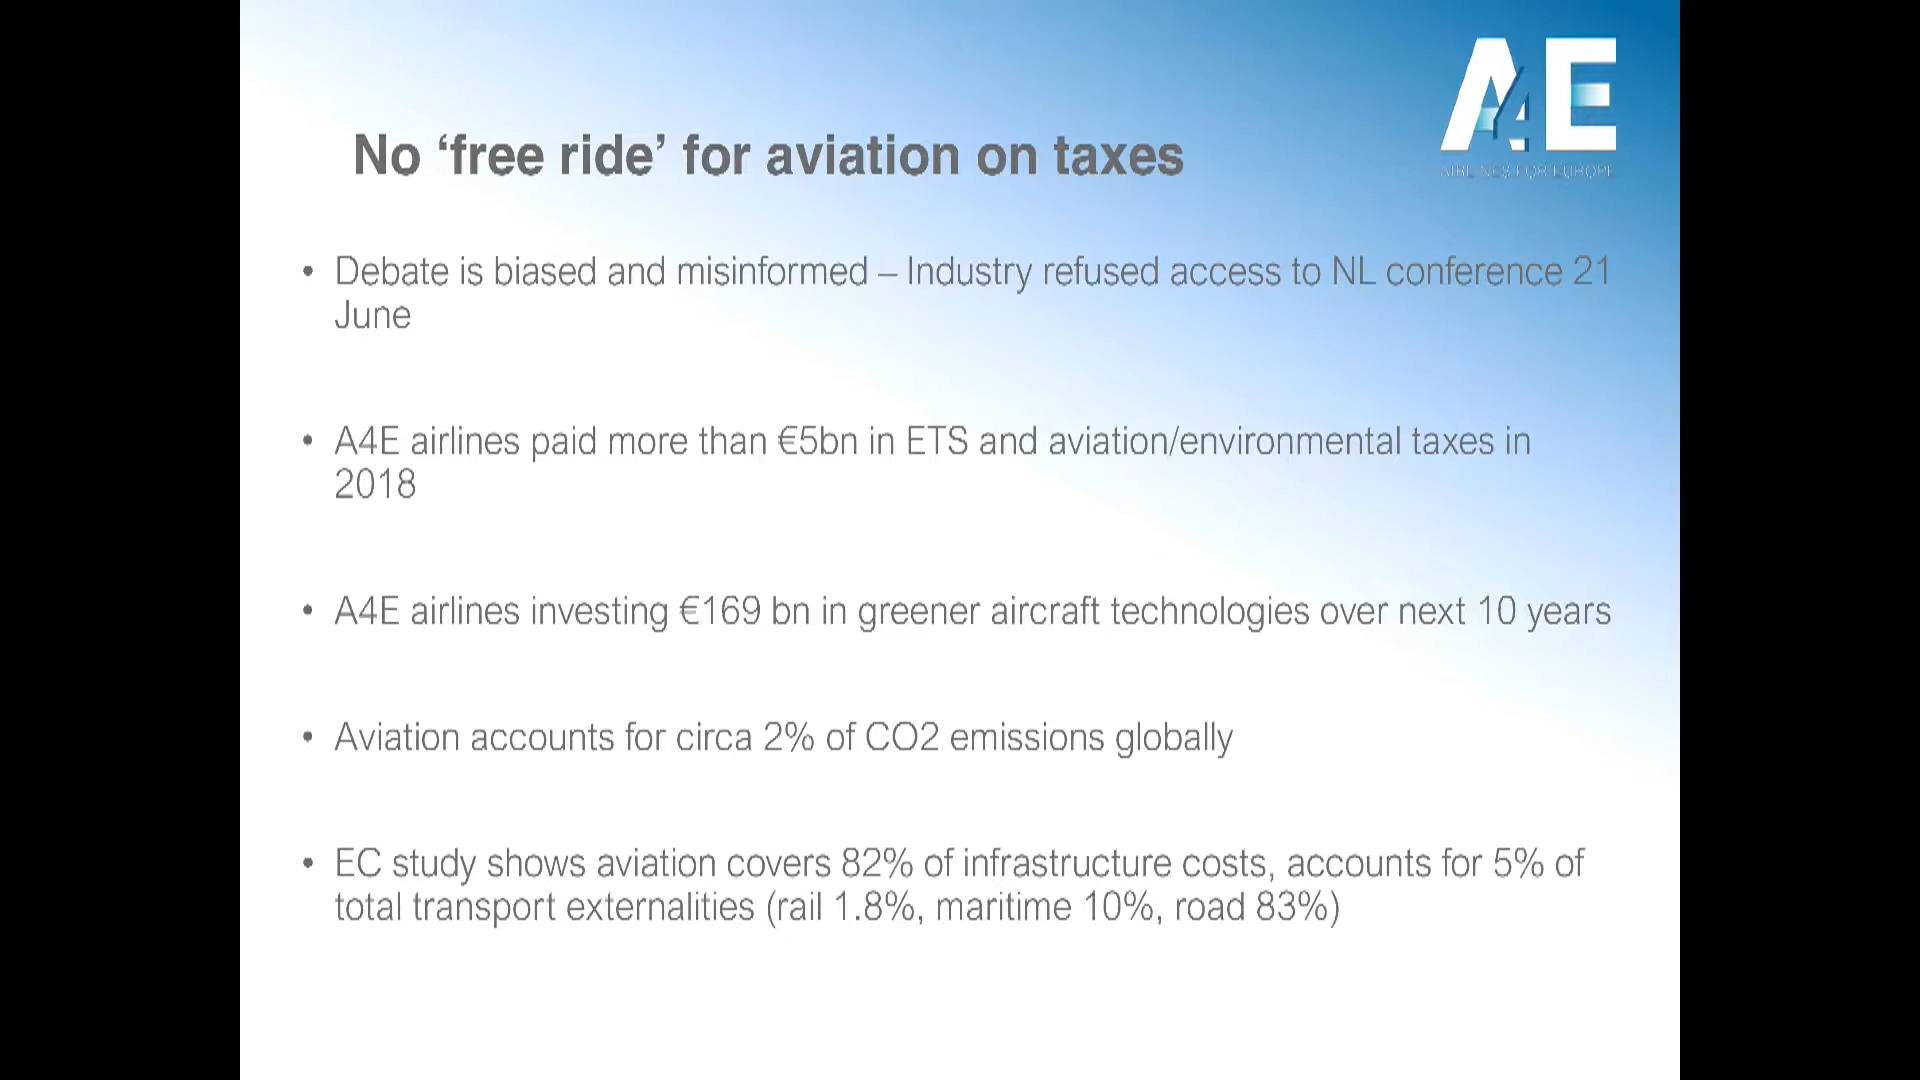 A4E
AIRLINES FOR EUROPE
No ‘free ride’ for aviation on taxes
• Debate is biased and misinformed – Industry refused access to NL conference 21
June
• A4E airlines paid more than €5bn in ETS and aviation/environmental taxes in
2018
• A4E airlines investing €169 bn in greener aircraft technologies over next 10 years
• Aviation accounts for circa 2% of CO2 emissions globally
• EC study shows aviation covers 82% of infrastructure costs, accounts for 5% of
total transport externalities (rail 1.8%, maritime 10%, road 83%)